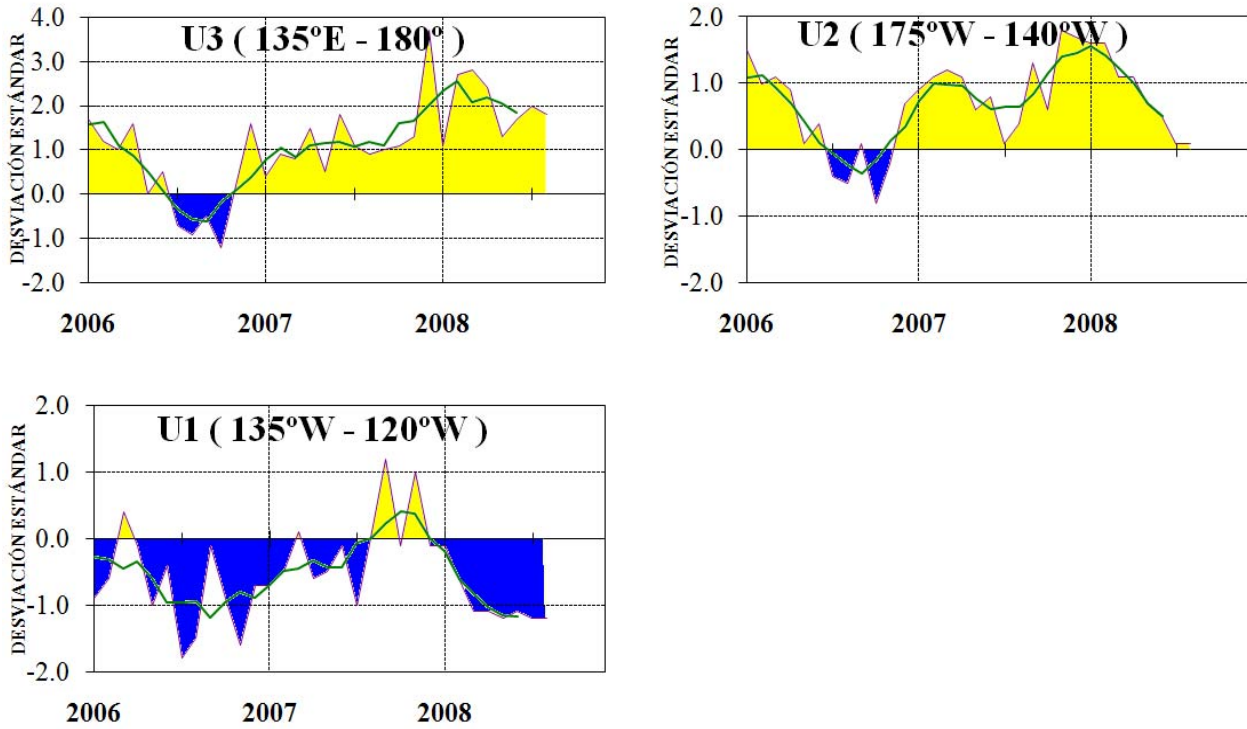 U3 ( 135ºE - 180º )
DESVIACIÓN ESTÁNDAR
4.0
3.0
2.0
1.0
0.0
-1.0
-2.0
2006 2007 2008
U2 ( 175ºW - 140ºW )
DESVIACIÓN ESTÁNDAR
2.0
1.0
0.0
-1.0
-2.0
2006 2007 2008
U1 ( 135ºW - 120ºW )
DESVIACIÓN ESTÁNDAR
2.0
1.0
0.0
-1.0
-2.0
2006 2007 2008